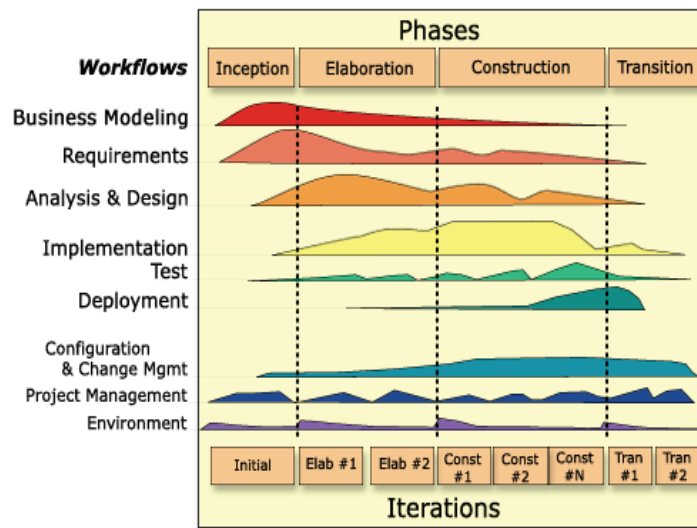 Phases
Workflows
Inception
Elaboration
Construction
Transition
Business Modeling
Requirements
Analysis & Design
Implementation
Test
Deployment
Configuration
& Change Mgmt
Project Management
Environment
Initial
Elab #1
Elab #2
Const
#1
Const
#2
Const
#N
Tran
#1
Tran
#2
Iterations